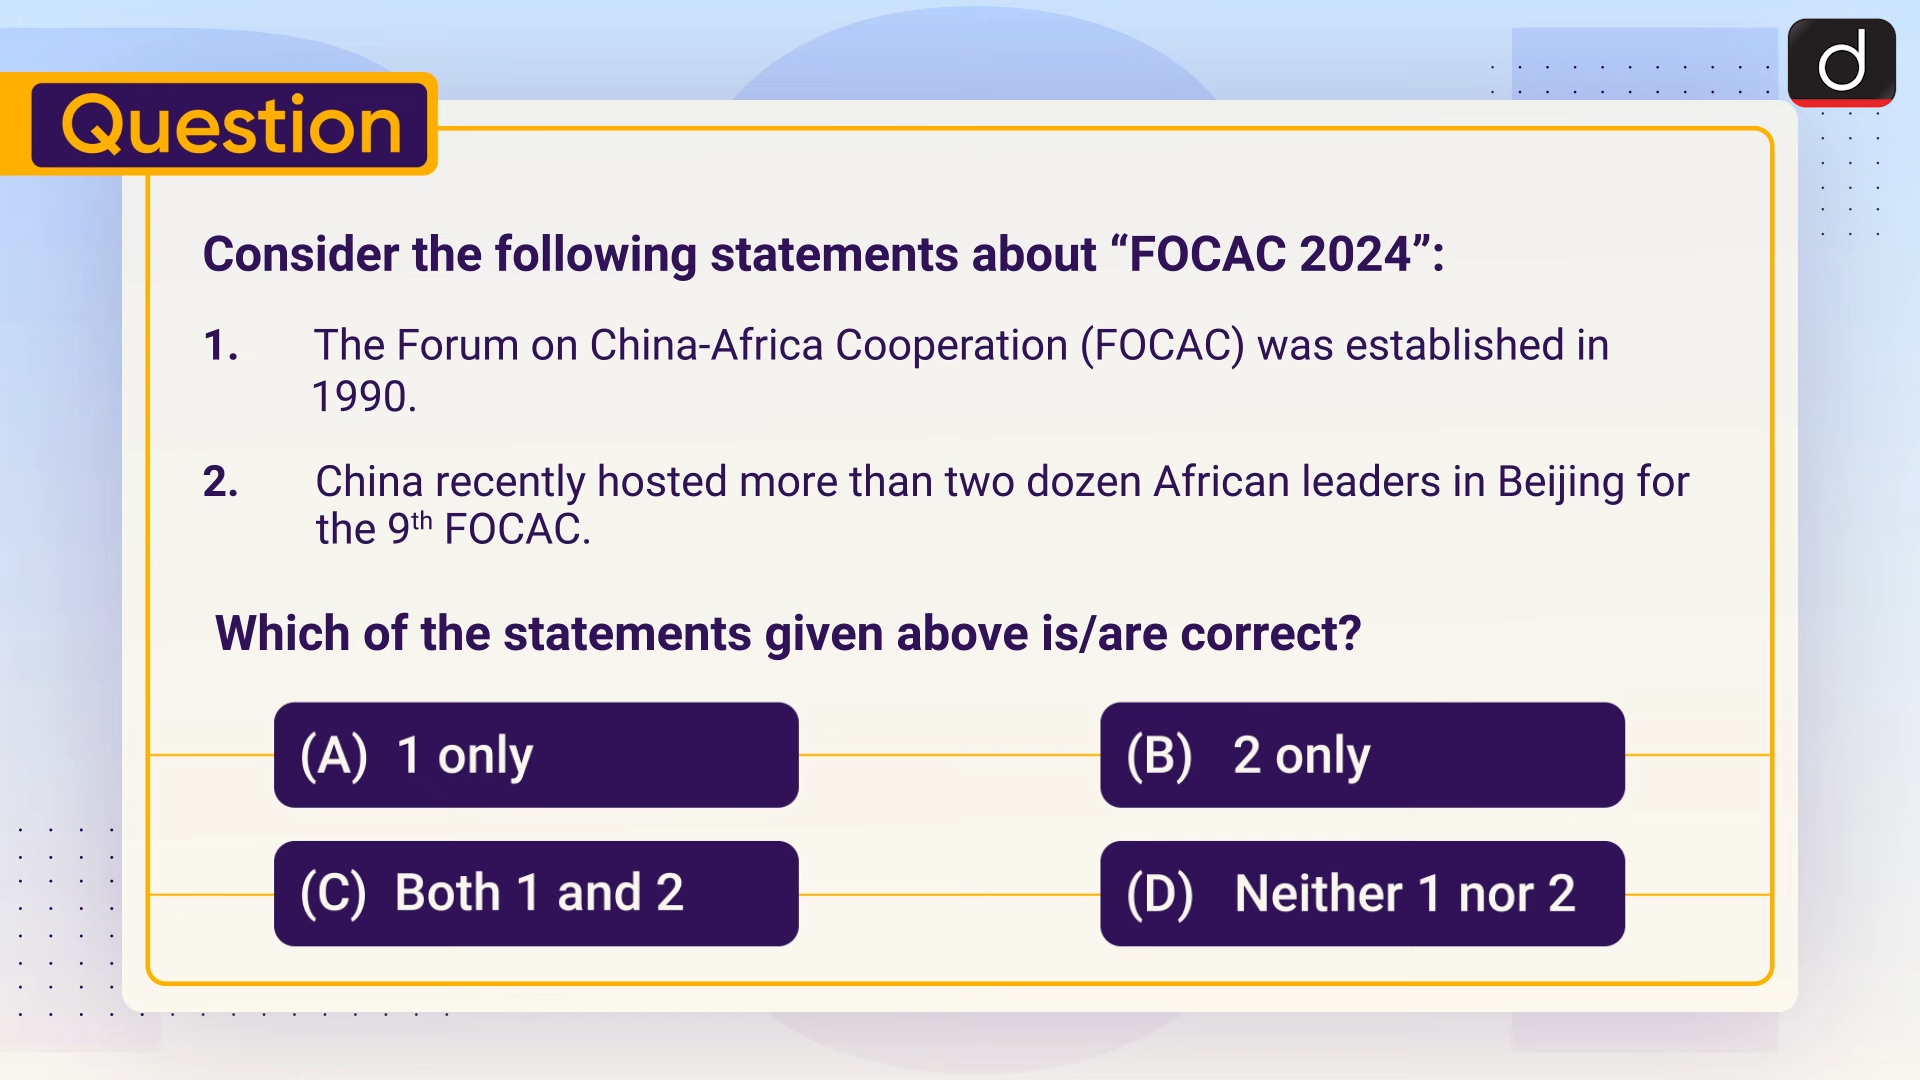 Question
Consider the following statements about “FOCAC 2024”:
1. The Forum on China-Africa Cooperation (FOCAC) was established in
1990.
2. China recently hosted more than two dozen African leaders in Beijing for
the 9th FOCAC.
Which of the statements given above is/are correct?
(A) 1 only
(B) 2 only
(C) Both 1 and 2
(D) Neither 1 nor 2
d